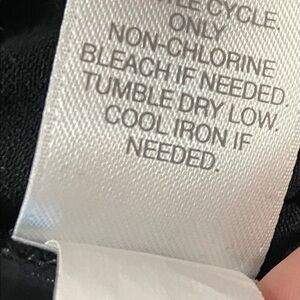 CYCLE.
ONLY
NON-CHLORINE
BLEACH IF NEEDED.
TUMBLE DRY LOW.
COOL IRON IF
NEEDED.